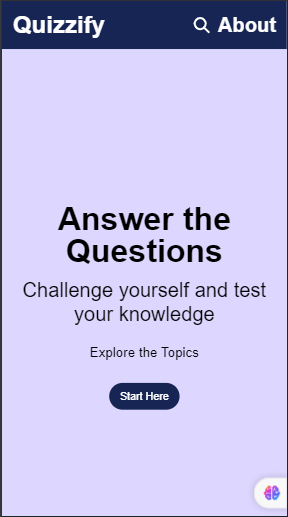 Quizzify
About
Answer the
Questions
Challenge yourself and test
your knowledge
Explore the Topics
Start Here